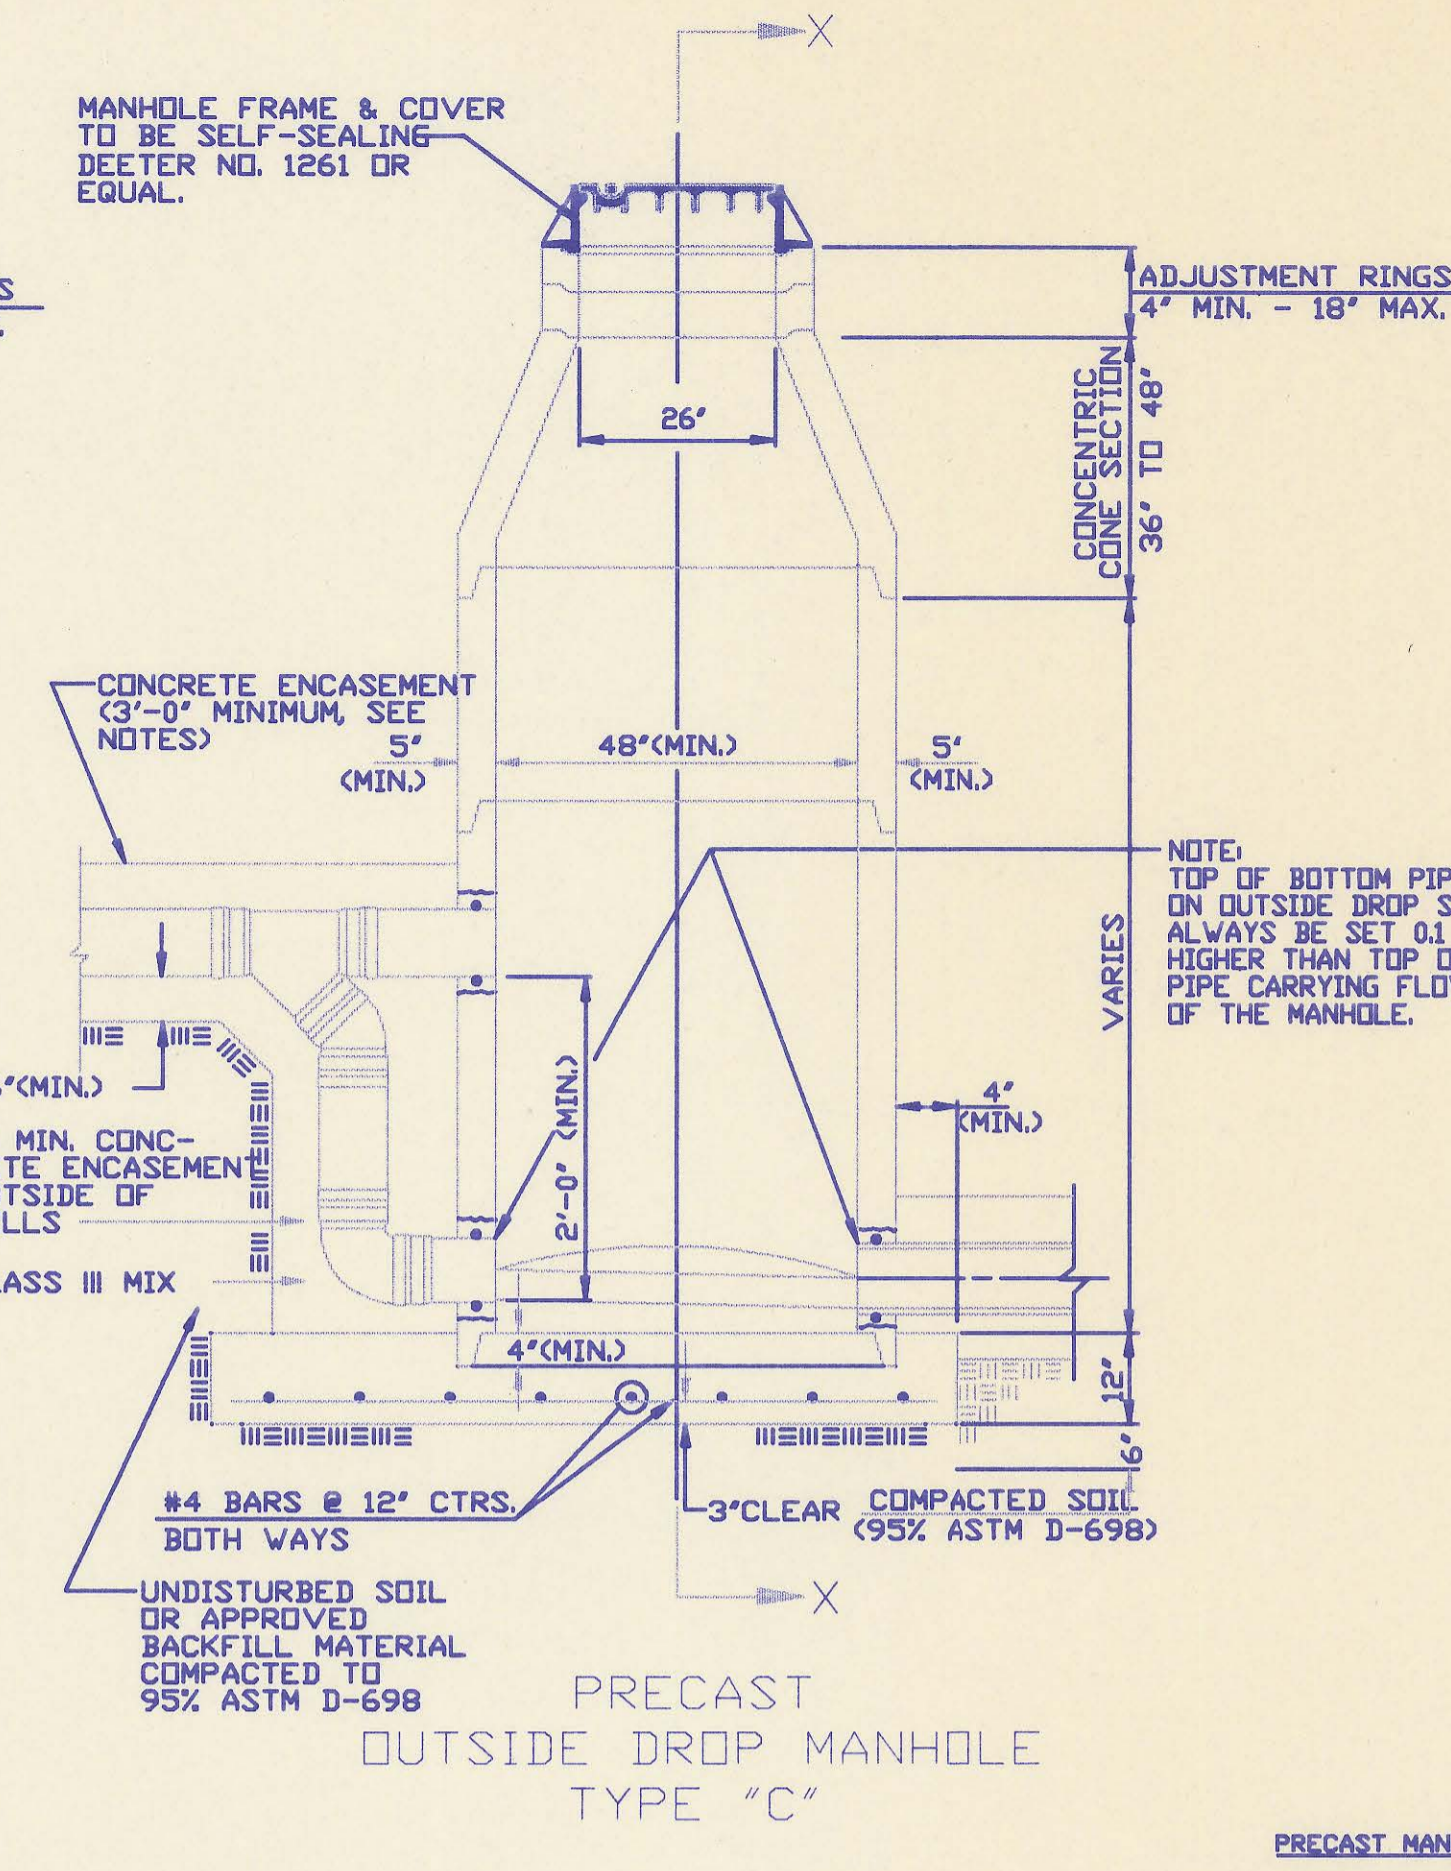 X
MANHOLE FRAME & COVER
TO BE SELF-SEALING
DEETER NO. 1261 OR
EQUAL.
ADJUSTMENT RINGS
4" MIN. - 18" MAX.
26"
CONCENTRIC
CONE SECTION
36" TO 48"
CONCRETE ENCASEMENT
(3'-0" MINIMUM, SEE
NOTES)
5"
(MIN.)
48"(MIN.)
5"
(MIN.)
NOTE:
TOP OF BOTTOM PIP
ON OUTSIDE DROP S
ALWAYS BE SET 0.1
HIGHER THAN TOP O
PIPE CARRYING FLO
OF THE MANHOLE.
VARIES
"(MIN.)
2'-0" (MIN.)
4"
(MIN.)
MIN. CONC-
TE ENCASEMENT
TSIDE OF
LLS
ASS III MIX
4"(MIN.)
12"
6"
#4 BARS @ 12" CTRS.
BOTH WAYS
3"CLEAR
COMPACTED SOIL
(95% ASTM D-698)
UNDISTURBED SOIL
OR APPROVED
BACKFILL MATERIAL
COMPACTED TO
95% ASTM D-698
X
PRECAST
OUTSIDE DROP MANHOLE
TYPE "C"
PRECAST MAN